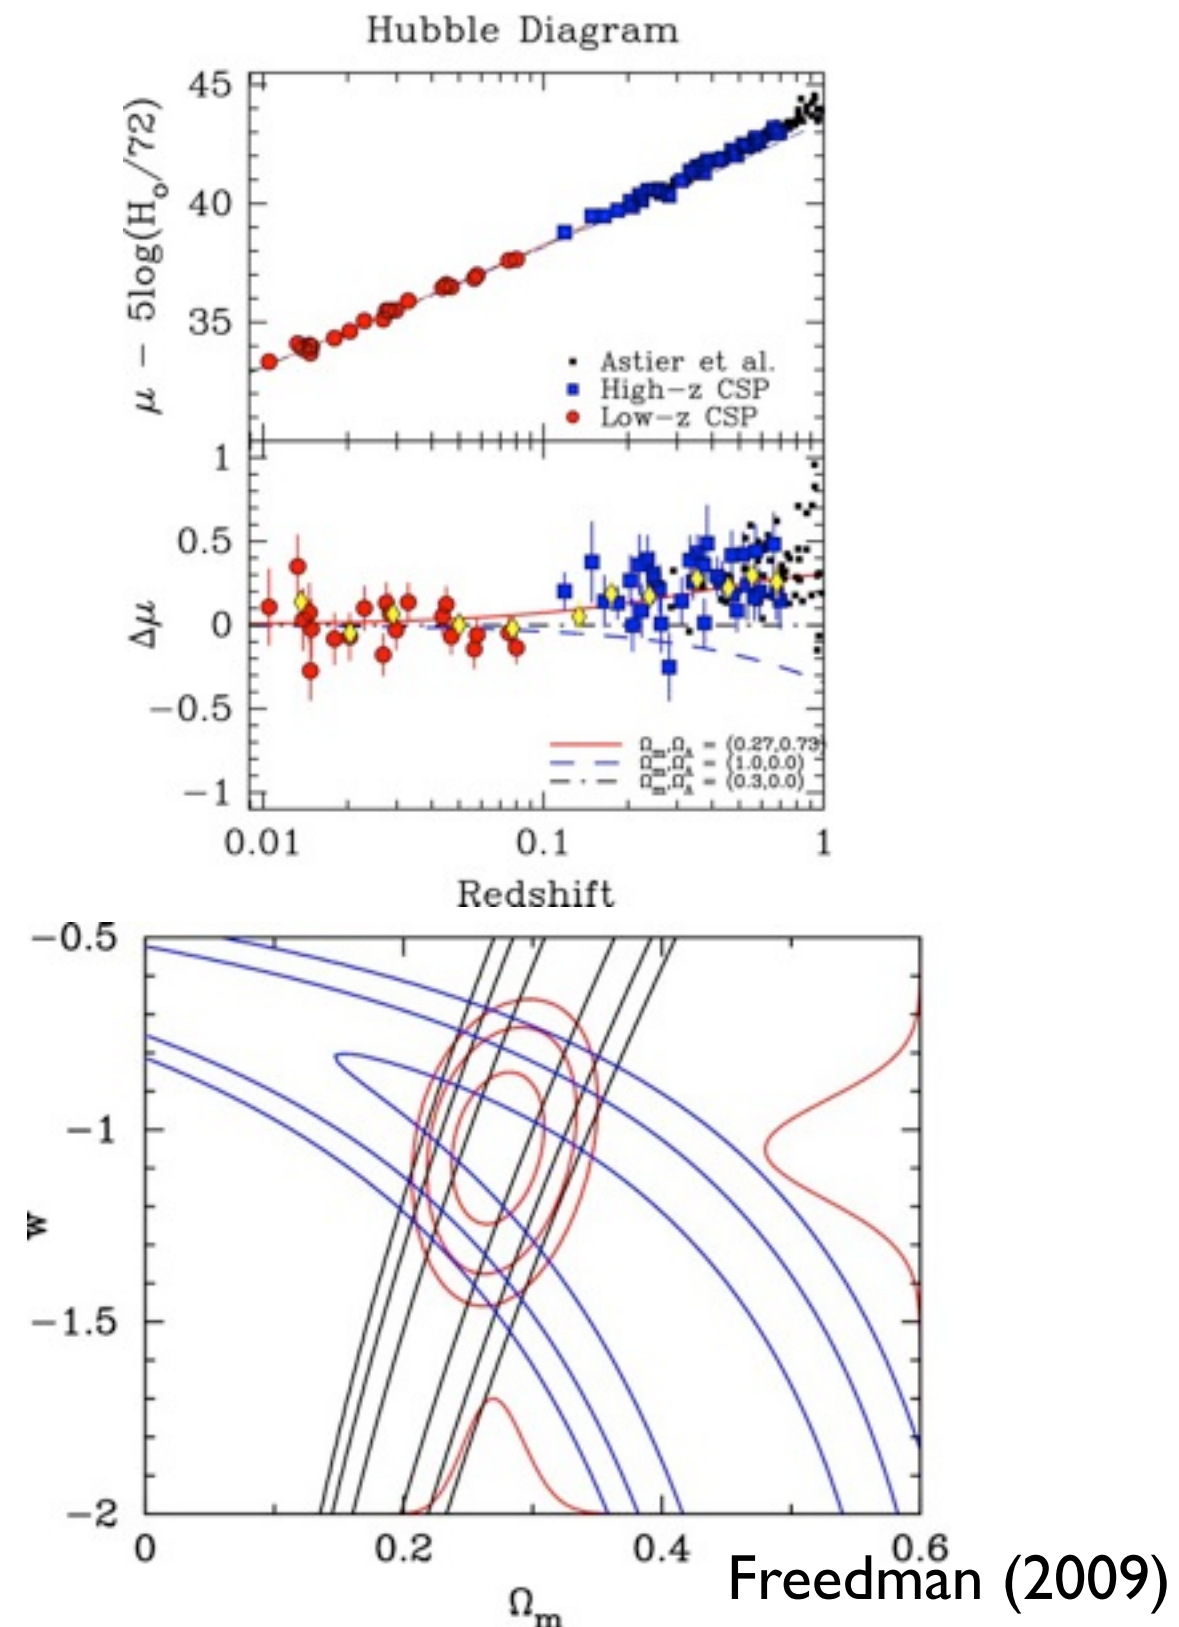 Hubble Diagram
μ − 5log(H₀/72)
45
40
35
Astier et al.
High−z CSP
Low−z CSP
Δμ
1
0.5
0
−0.5
−1
Ωₘ,Ω_Λ = (0.27,0.73)
Ωₘ,Ω_Λ = (1.0,0.0)
Ωₘ,Ω_Λ = (0.3,0.0)
0.01 0.1 1
Redshift
w
−0.5
−1
−1.5
−2
0 0.2 0.4 0.6
Ωₘ
Freedman (2009)